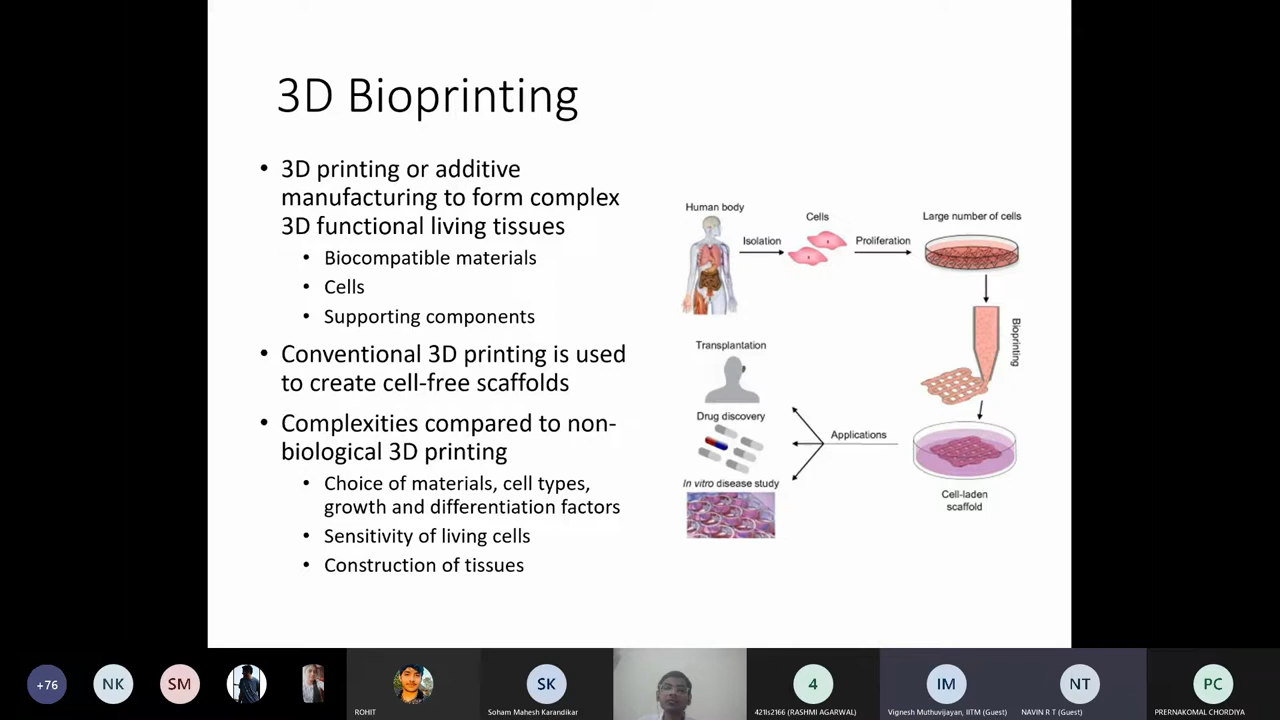 3D Bioprinting
• 3D printing or additive
manufacturing to form complex
3D functional living tissues
• Biocompatible materials
• Cells
• Supporting components
• Conventional 3D printing is used
to create cell-free scaffolds
• Complexities compared to non-
biological 3D printing
• Choice of materials, cell types,
growth and differentiation factors
• Sensitivity of living cells
• Construction of tissues
Human body
Isolation
Cells
Proliferation
Large number of cells
Bioprinting
Cell-laden
scaffold
Applications
Transplantation
Drug discovery
In vitro disease study
+76
NK
SM
ROHIT
SK
Soham Mahesh Karandikar
4
421ls2166 (RASHMI AGARWAL)
IM
Vignesh Muthuvijayan, IITM (Guest)
NT
NAVIN R T (Guest)
PC
PRERNAKOMAL CHORDIYA